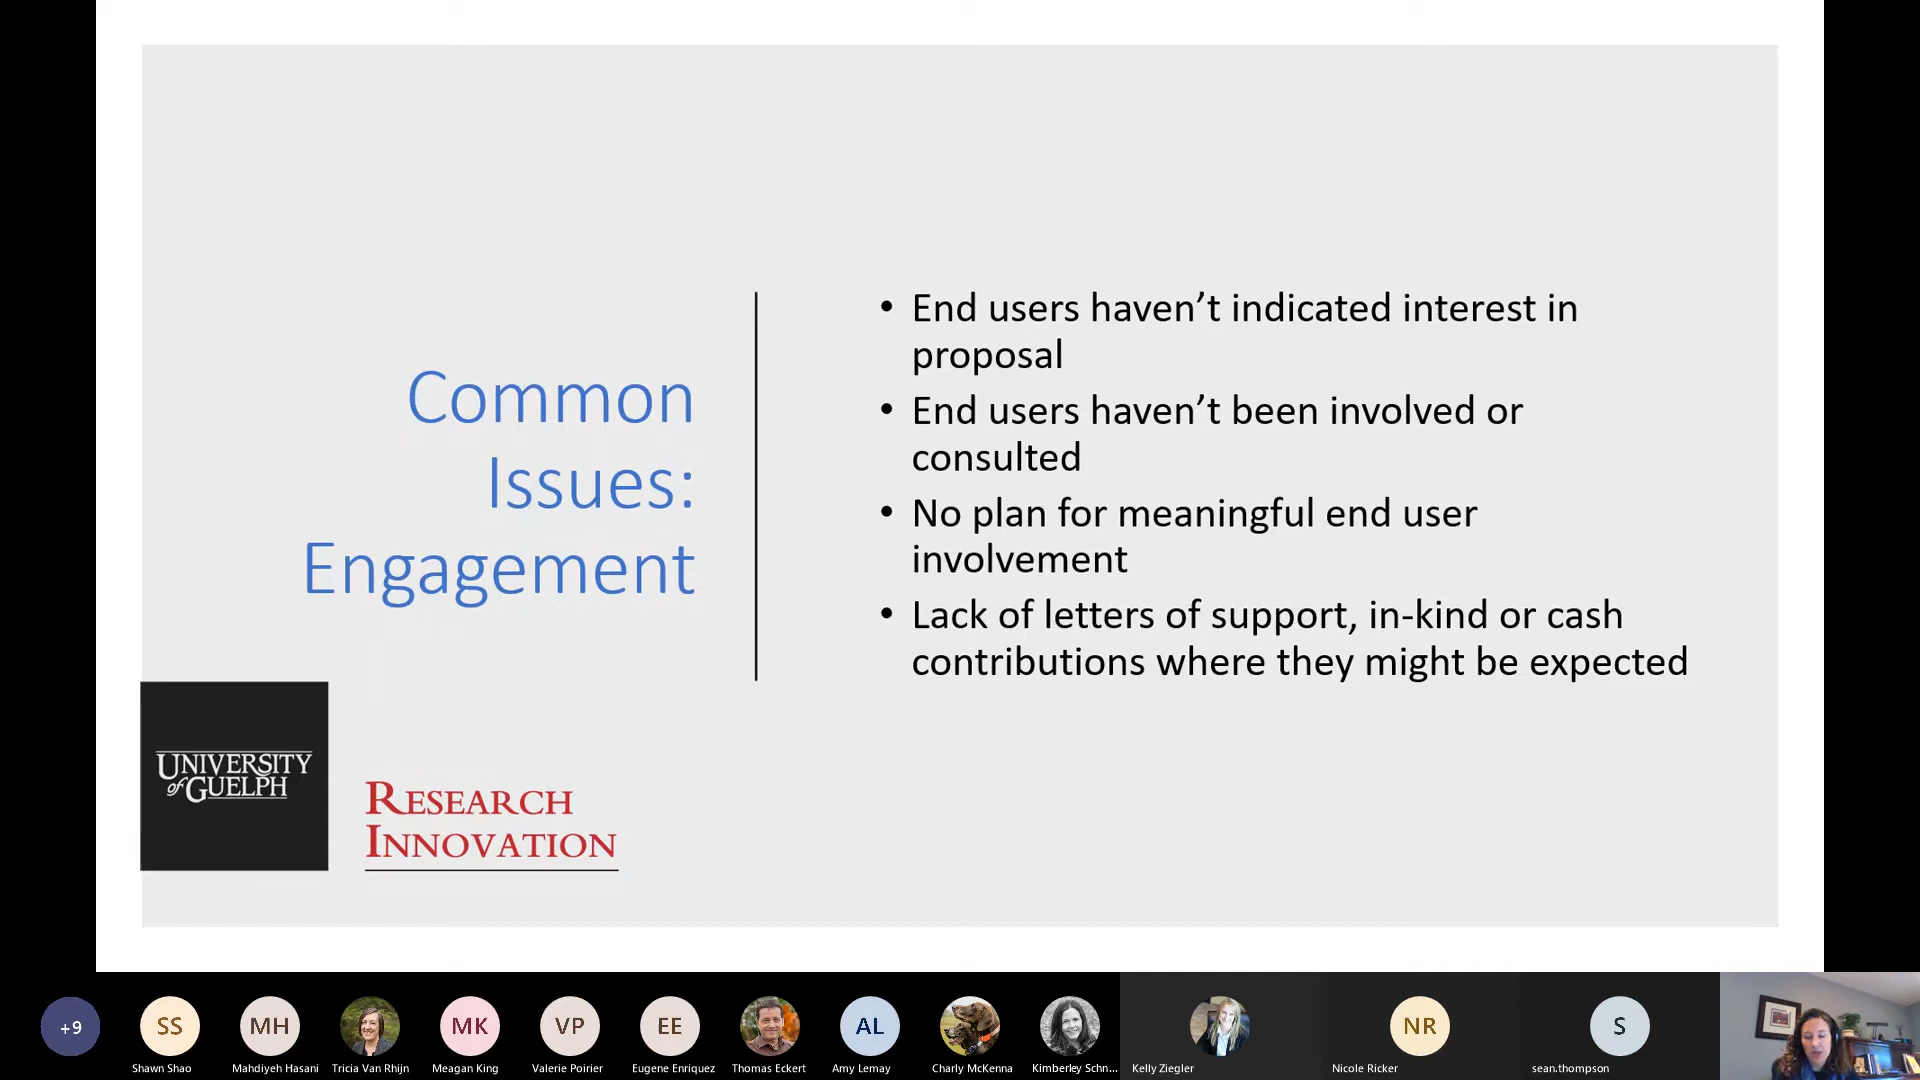 Common
Issues:
Engagement
• End users haven’t indicated interest in
proposal
• End users haven’t been involved or
consulted
• No plan for meaningful end user
involvement
• Lack of letters of support, in-kind or cash
contributions where they might be expected
UNIVERSITY
of GUELPH
RESEARCH
INNOVATION
+9
SS
MH
MK
VP
EE
AL
NR
S
Shawn Shao
Mahdiyeh Hasani
Tricia Van Rhijn
Meagan King
Valerie Poirier
Eugene Enriquez
Thomas Eckert
Amy Lemay
Charly McKenna
Kimberley Schn...
Kelly Ziegler
Nicole Ricker
sean.thompson